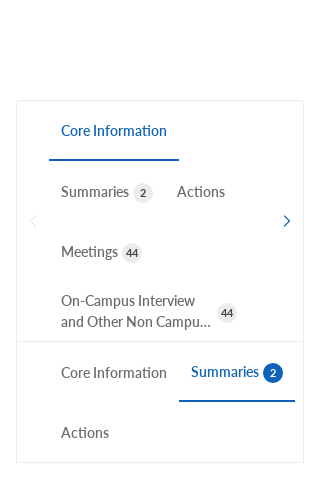 Core Information
Summaries 2 Actions
Meetings 44
On-Campus Interview
and Other Non Campu... 44
Core Information Summaries 2
Actions